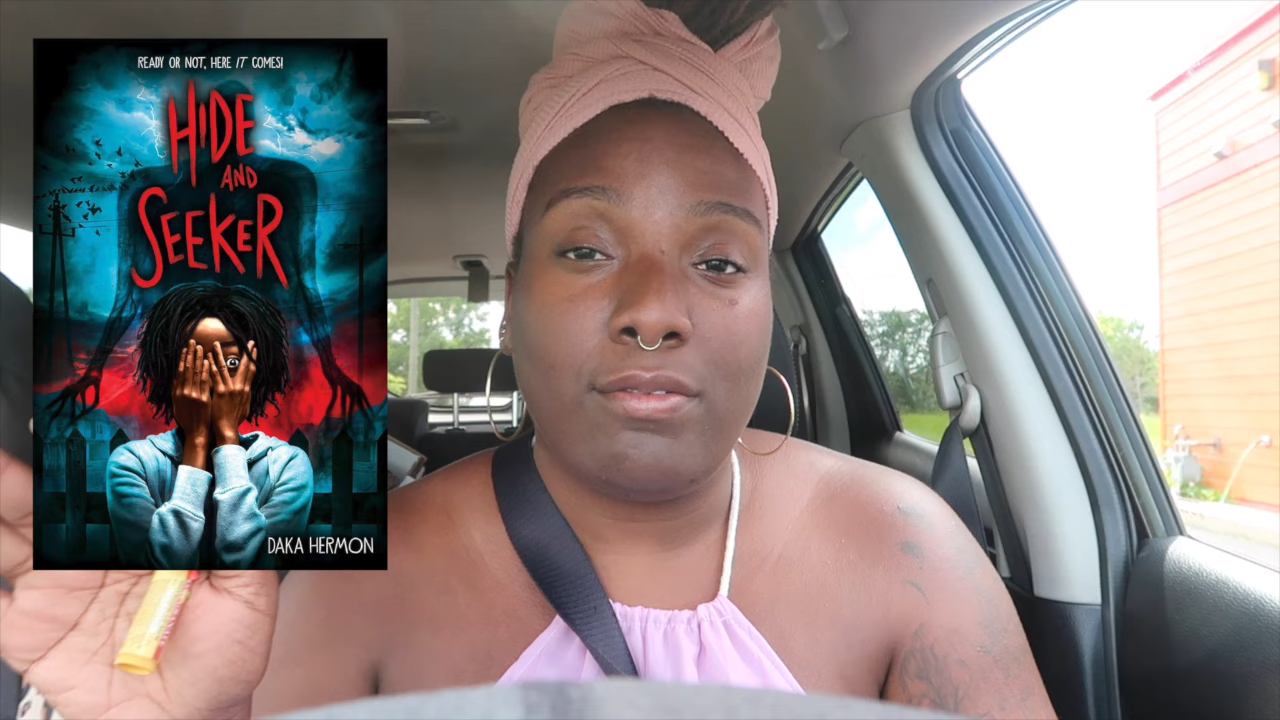 READY OR NOT, HERE IT COMES!
HIDE
AND
SEEKER
DAKA HERMON